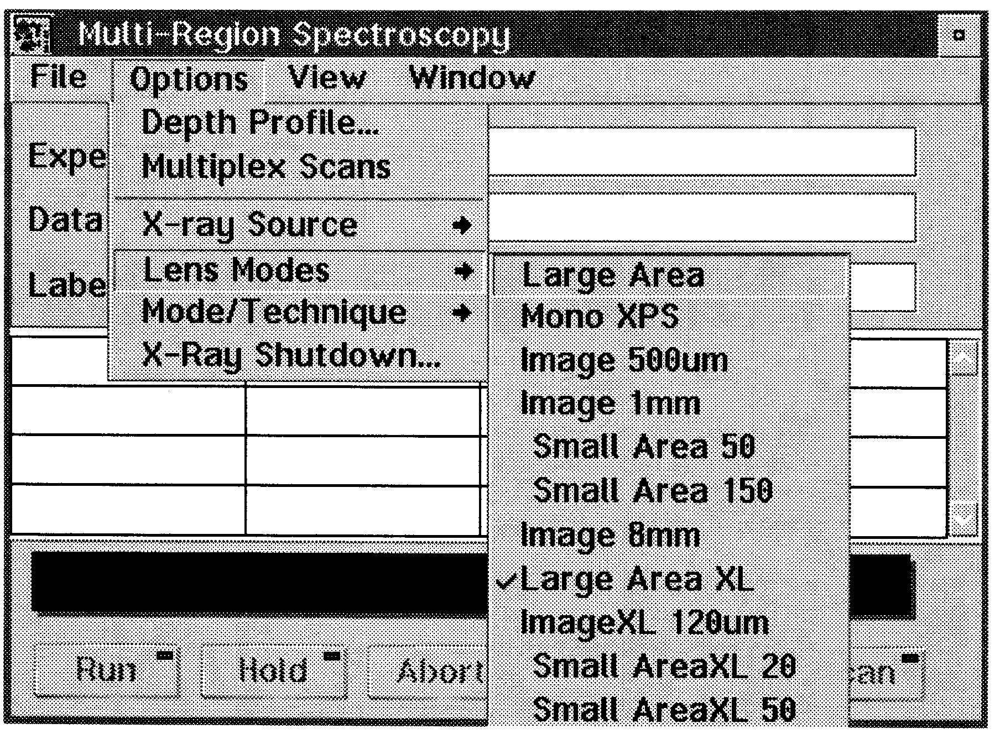 Multi-Region Spectroscopy
File Options View Window
Depth Profile...
Multiplex Scans
X-ray Source
Lens Modes
Mode/Technique
X-Ray Shutdown...
Expe
Data
Labe
Large Area
Mono XPS
Image 500um
Image 1mm
Small Area 50
Small Area 150
Image 8mm
✓Large Area XL
ImageXL 120um
Small AreaXL 20
Small AreaXL 50
Run Hold Abort can